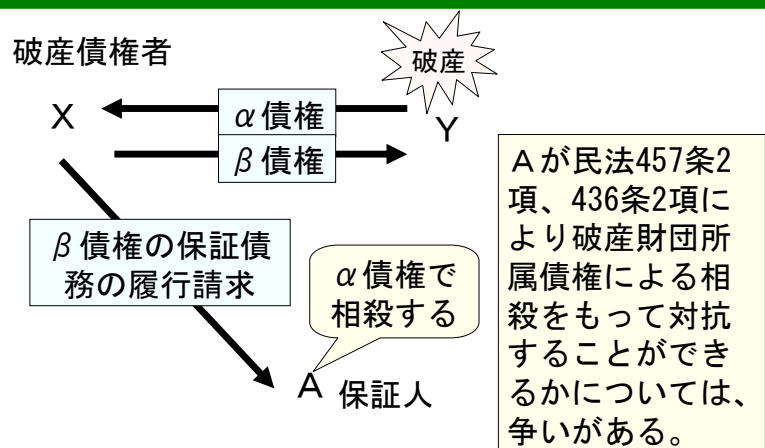 破産債権者
破産
X
α債権
Y
β債権
β債権の保証債
務の履行請求
α債権で
相殺する
A 保証人
Aが民法457条2
項、436条2項に
より破産財団所
属債権による相
殺をもって対抗
することができ
るかについては、
争いがある。